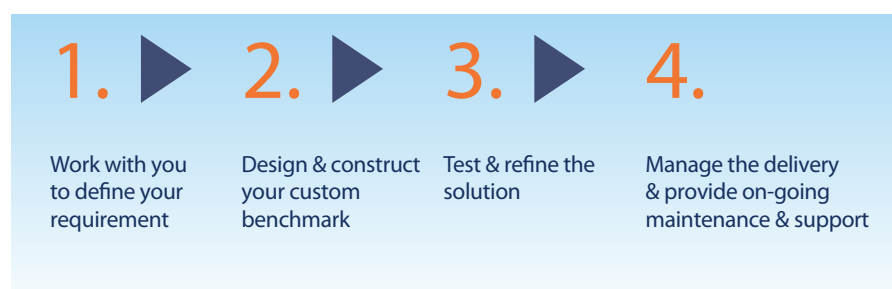 1.
2.
3.
4.
Work with you
to define your
requirement
Design & construct
your custom
benchmark
Test & refine the
solution
Manage the delivery
& provide on-going
maintenance & support